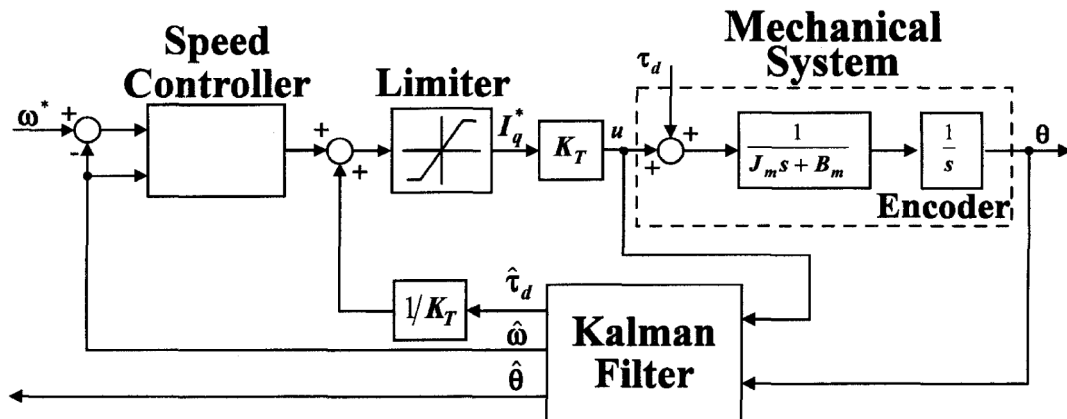 Speed
Controller
Limiter
Mechanical
System
τ_d
ω*
+
-
+
+
I_q*
K_T
u
+
+
1
J_m s + B_m
1
s
θ
Encoder
1/K_T
τ̂_d
ω̂
θ̂
Kalman
Filter